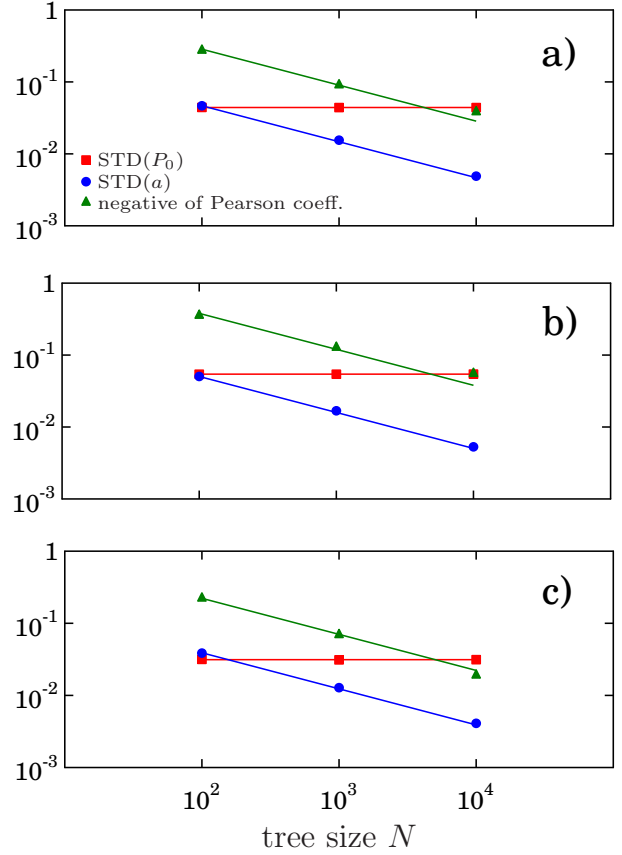 1
a)
10^-1
10^-2
STD(P_0)
STD(a)
negative of Pearson coeff.
10^-3
1
b)
10^-1
10^-2
10^-3
1
c)
10^-1
10^-2
10^-3
10^2 10^3 10^4
tree size N